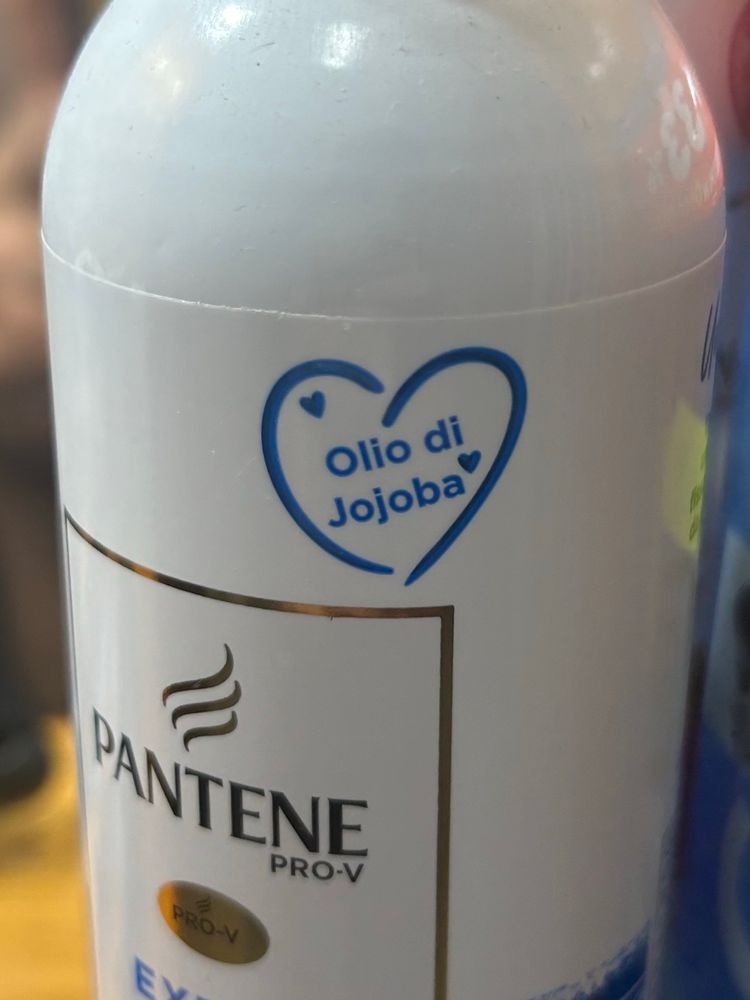 Olio di
Jojoba
PANTENE
PRO-V
PRO-V